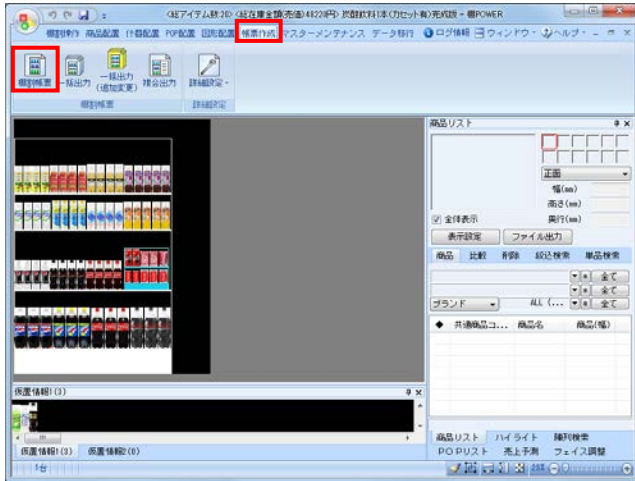 <総アイテム数:20> <総在庫金額(売価)48220円> 炭酸飲料1本(カセット有)完成版 - 棚POWER
棚割動作 商品配置 什器配置 POP配置 図形配置 帳票作成 マスターメンテナンス データ移行 ログ情報 ウィンドウ ヘルプ
棚割帳票 一括出力 一括出力(追加変更) 複合出力 詳細設定
棚割帳票 詳細設定
商品リスト
正面
幅(mm)
高さ(mm)
全体表示 奥行(mm)
表示設定 ファイル出力
商品 比較 削除 絞込検索 単品検索
全て
全て
ブランド ALL (... 全て
◆ 共通商品コ... 商品名 商品(幅)
仮置情報1(3)
商品リスト ハイライト 陳列検索
仮置情報1(3) 仮置情報2(0) POPリスト 売上予測 フェイス調整
1台